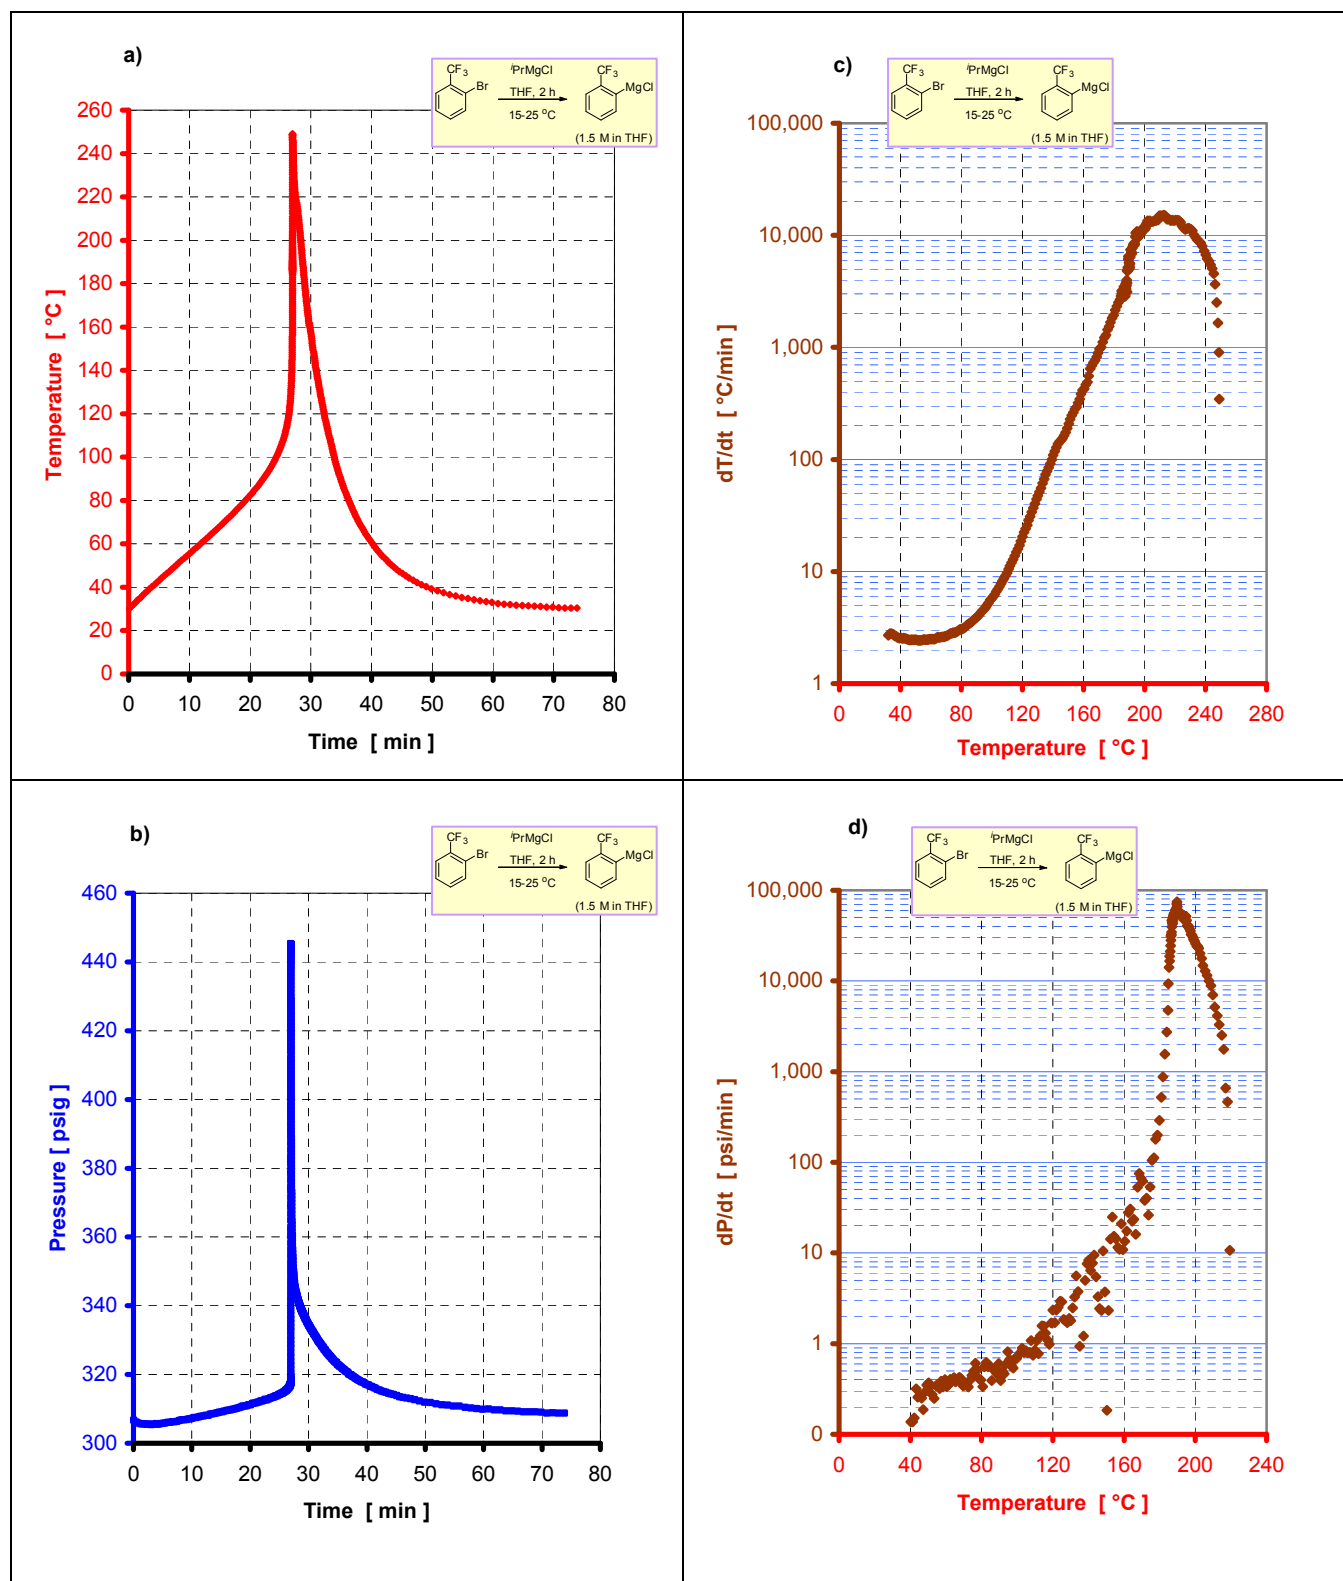 a)
CF3
Br
iPrMgCl
THF, 2 h
15-25 °C
CF3
MgCl
(1.5 M in THF)
260
240
220
200
180
160
140
120
100
80
60
40
20
0
Temperature [ °C ]
0 10 20 30 40 50 60 70 80
Time [ min ]
c)
CF3
Br
iPrMgCl
THF, 2 h
15-25 °C
CF3
MgCl
(1.5 M in THF)
100,000
10,000
1,000
100
10
1
dT/dt [ °C/min]
0 40 80 120 160 200 240 280
Temperature [ °C ]
b)
CF3
Br
iPrMgCl
THF, 2 h
15-25 °C
CF3
MgCl
(1.5 M in THF)
460
440
420
400
380
360
340
320
300
Pressure [ psig ]
0 10 20 30 40 50 60 70 80
Time [ min ]
d)
CF3
Br
iPrMgCl
THF, 2 h
15-25 °C
CF3
MgCl
(1.5 M in THF)
100,000
10,000
1,000
100
10
1
0
dP/dt [ psi/min]
0 40 80 120 160 200 240
Temperature [ °C ]